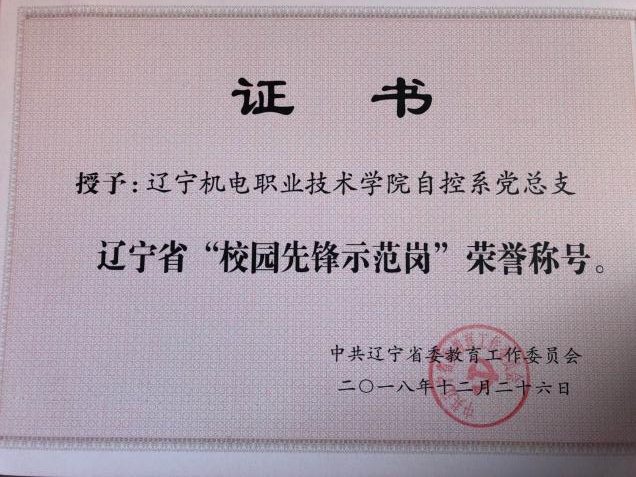 证 书
授予：辽宁机电职业技术学院自控系党总支
辽宁省“校园先锋示范岗”荣誉称号。
中共辽宁省委教育工作委员会
二〇一八年十二月二十六日